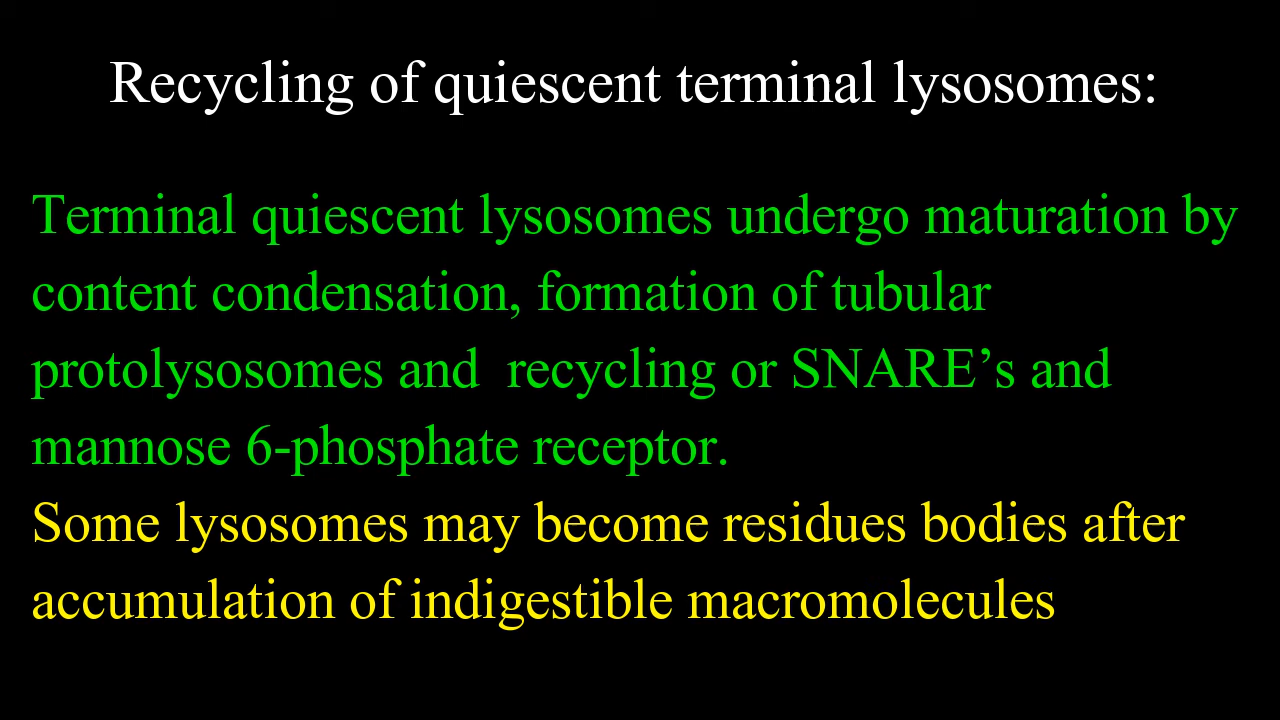 Recycling of quiescent terminal lysosomes:
Terminal quiescent lysosomes undergo maturation by
content condensation, formation of tubular
protolysosomes and  recycling or SNARE’s and
mannose 6-phosphate receptor.
Some lysosomes may become residues bodies after
accumulation of indigestible macromolecules